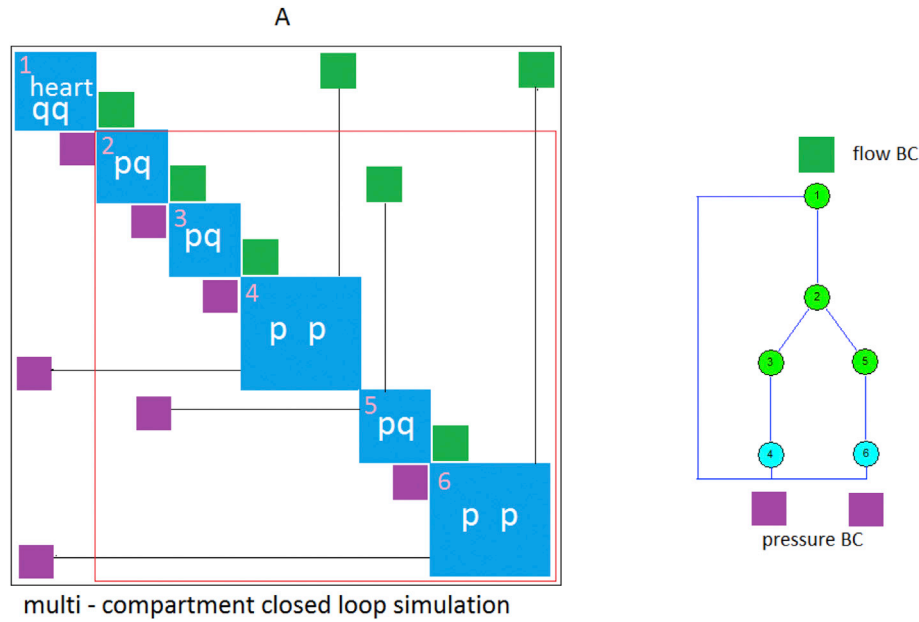 A
1
heart
qq
2
pq
3
pq
4
p p
5
pq
6
p p
multi - compartment closed loop simulation
flow BC
1
2
3
5
4
6
pressure BC